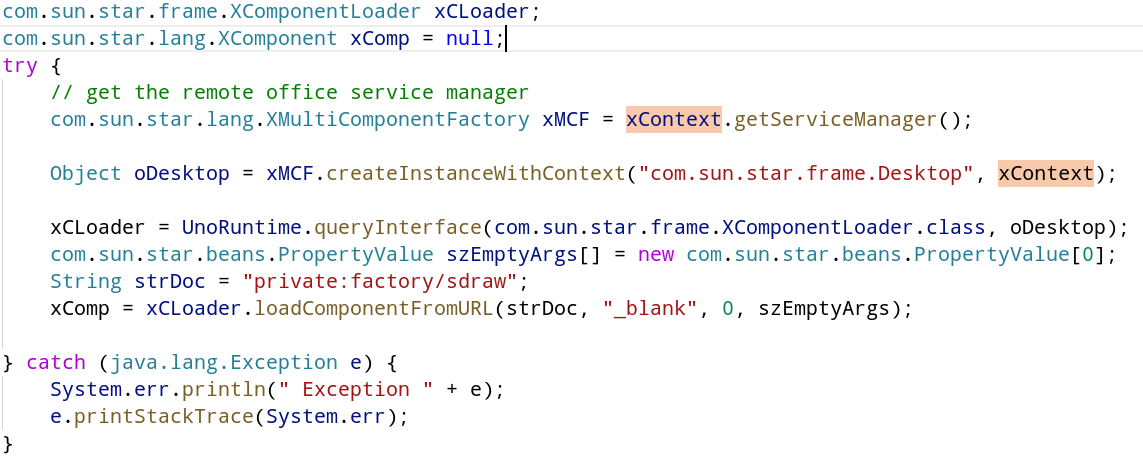 com.sun.star.frame.XComponentLoader xCLoader;
com.sun.star.lang.XComponent xComp = null;
try {
    // get the remote office service manager
    com.sun.star.lang.XMultiComponentFactory xMCF = xContext.getServiceManager();

    Object oDesktop = xMCF.createInstanceWithContext("com.sun.star.frame.Desktop", xContext);

    xCLoader = UnoRuntime.queryInterface(com.sun.star.frame.XComponentLoader.class, oDesktop);
    com.sun.star.beans.PropertyValue szEmptyArgs[] = new com.sun.star.beans.PropertyValue[0];
    String strDoc = "private:factory/sdraw";
    xComp = xCLoader.loadComponentFromURL(strDoc, "_blank", 0, szEmptyArgs);

} catch (java.lang.Exception e) {
    System.err.println(" Exception " + e);
    e.printStackTrace(System.err);
}